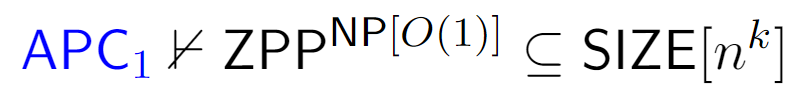 APC₁ ⊬ ZPP^{NP[O(1)]} ⊆ SIZE[n^k]